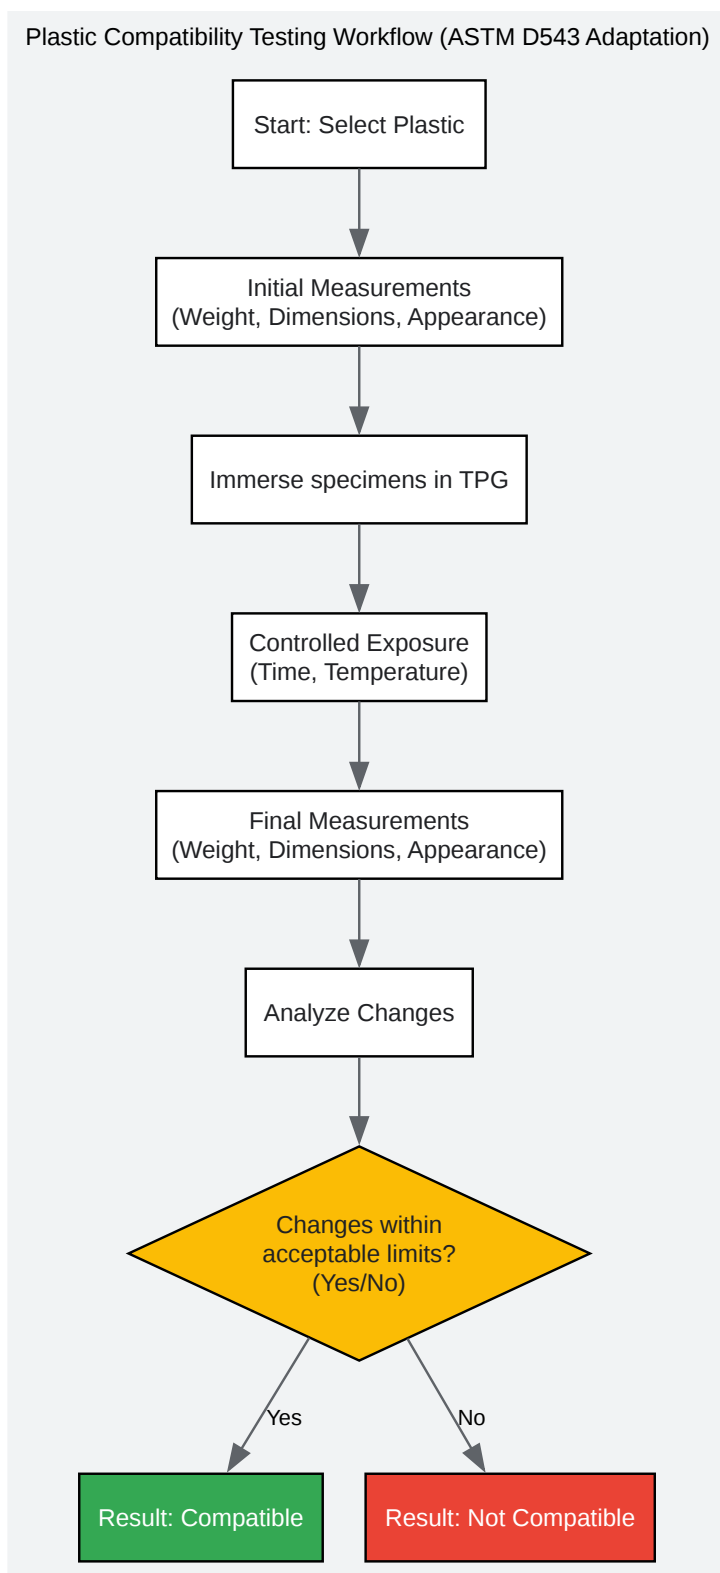 Plastic Compatibility Testing Workflow (ASTM D543 Adaptation)
Start: Select Plastic
Initial Measurements
(Weight, Dimensions, Appearance)
Immerse specimens in TPG
Controlled Exposure
(Time, Temperature)
Final Measurements
(Weight, Dimensions, Appearance)
Analyze Changes
Changes within
acceptable limits?
(Yes/No)
Yes
No
Result: Compatible
Result: Not Compatible